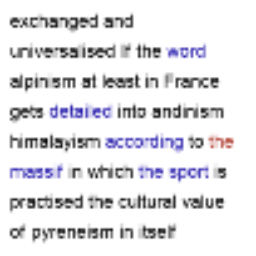 exchanged and
universalised If the word
alpinism at least in France
gets detailed into andinism
himalayism according to the
massif in which the sport is
practised the cultural value
of pyreneism in itself